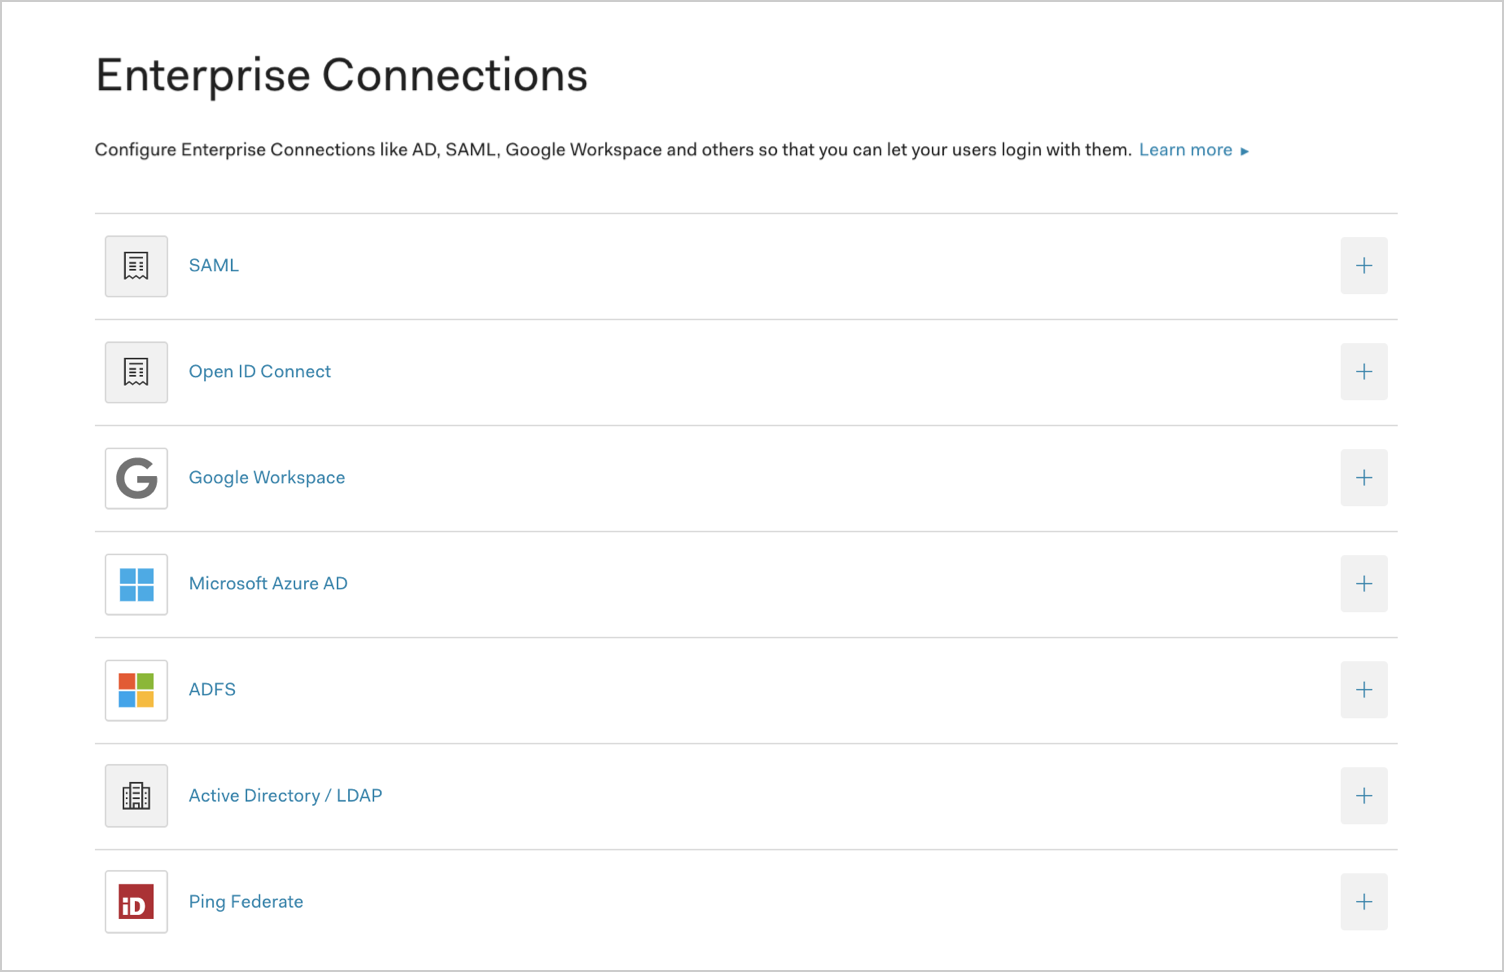 Enterprise Connections
Configure Enterprise Connections like AD, SAML, Google Workspace and others so that you can let your users login with them. Learn more ▸
SAML
Open ID Connect
Google Workspace
Microsoft Azure AD
ADFS
Active Directory / LDAP
iD
Ping Federate